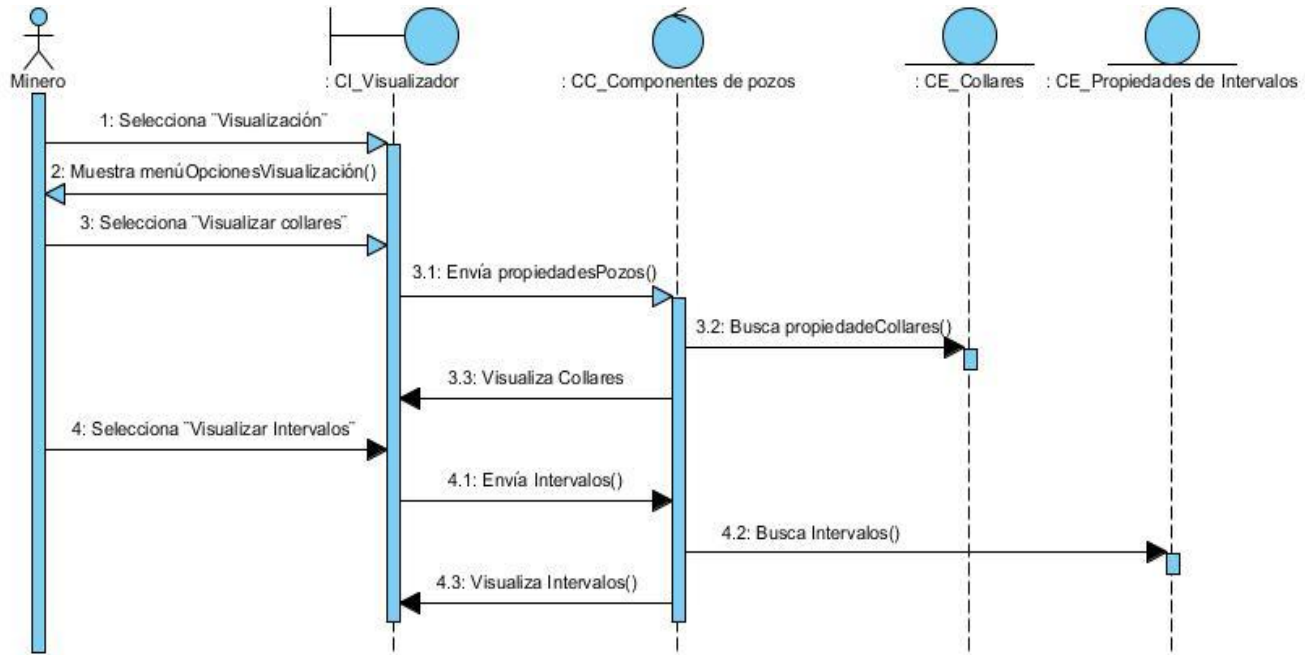 Minero
: CI_Visualizador
: CC_Componentes de pozos
: CE_Collares
: CE_Propiedades de Intervalos
1: Selecciona ¨Visualización¨
2: Muestra menúOpcionesVisualización()
3: Selecciona ¨Visualizar collares¨
3.1: Envía propiedadesPozos()
3.2: Busca propiedadeCollares()
3.3: Visualiza Collares
4: Selecciona ¨Visualizar Intervalos¨
4.1: Envía Intervalos()
4.2: Busca Intervalos()
4.3: Visualiza Intervalos()